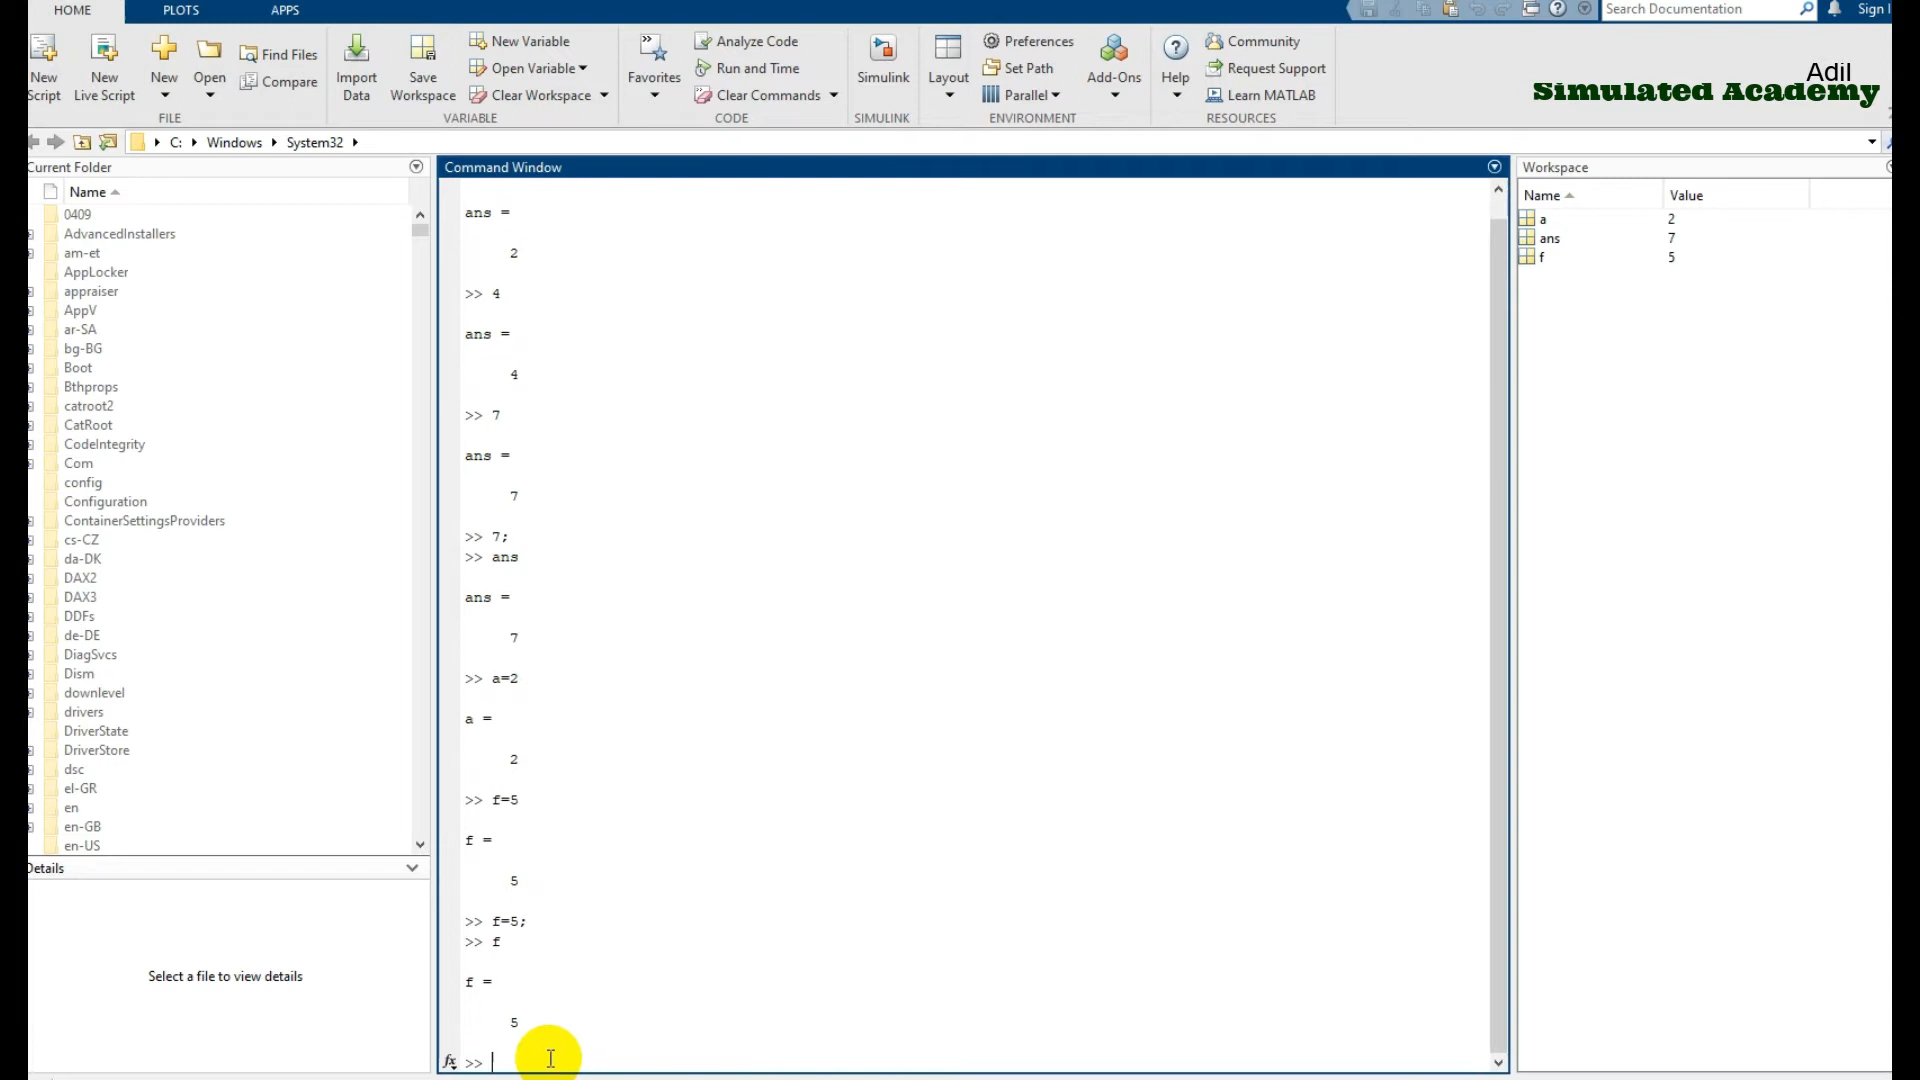 HOME PLOTS APPS Search Documentation
New Script
New Live Script
New
Open
Find Files
Compare
FILE
Import Data
Save Workspace
New Variable
Open Variable
Clear Workspace
VARIABLE
Favorites
Analyze Code
Run and Time
Clear Commands
CODE
Simulink
SIMULINK
Layout
Preferences
Set Path
Parallel
Add-Ons
ENVIRONMENT
Help
Community
Request Support
Learn MATLAB
RESOURCES
Adil
Simulated Academy
C: Windows System32
Current Folder
Name
0409
AdvancedInstallers
am-et
AppLocker
appraiser
AppV
ar-SA
bg-BG
Boot
Bthprops
catroot2
CatRoot
CodeIntegrity
Com
config
Configuration
ContainerSettingsProviders
cs-CZ
da-DK
DAX2
DAX3
DDFs
de-DE
DiagSvcs
Dism
downlevel
drivers
DriverState
DriverStore
dsc
el-GR
en
en-GB
en-US
Details
Select a file to view details
Command Window
ans =
2
>> 4
ans =
4
>> 7
ans =
7
>> 7;
>> ans
ans =
7
>> a=2
a =
2
>> f=5
f =
5
>> f=5;
>> f
f =
5
fx >>
Workspace
Name Value
a 2
ans 7
f 5